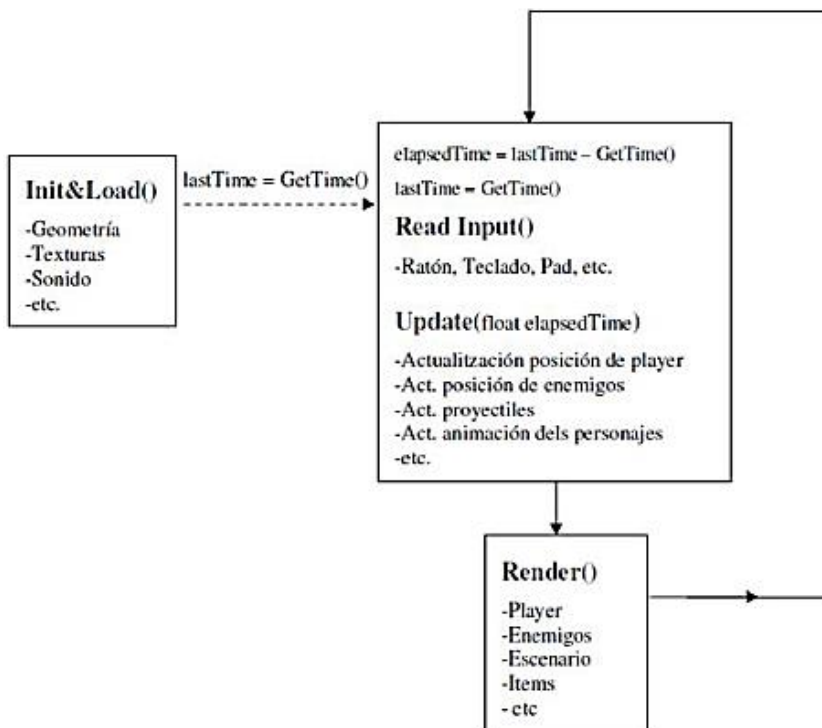 Init&Load()
-Geometría
-Texturas
-Sonido
-etc.
lastTime = GetTime()
elapsedTime = lastTime – GetTime()
lastTime = GetTime()
Read Input()
-Ratón, Teclado, Pad, etc.
Update(float elapsedTime)
-Actualitzación posición de player
-Act. posición de enemigos
-Act. proyectiles
-Act. animación dels personajes
-etc.
Render()
-Player
-Enemigos
-Escenario
-Items
- etc